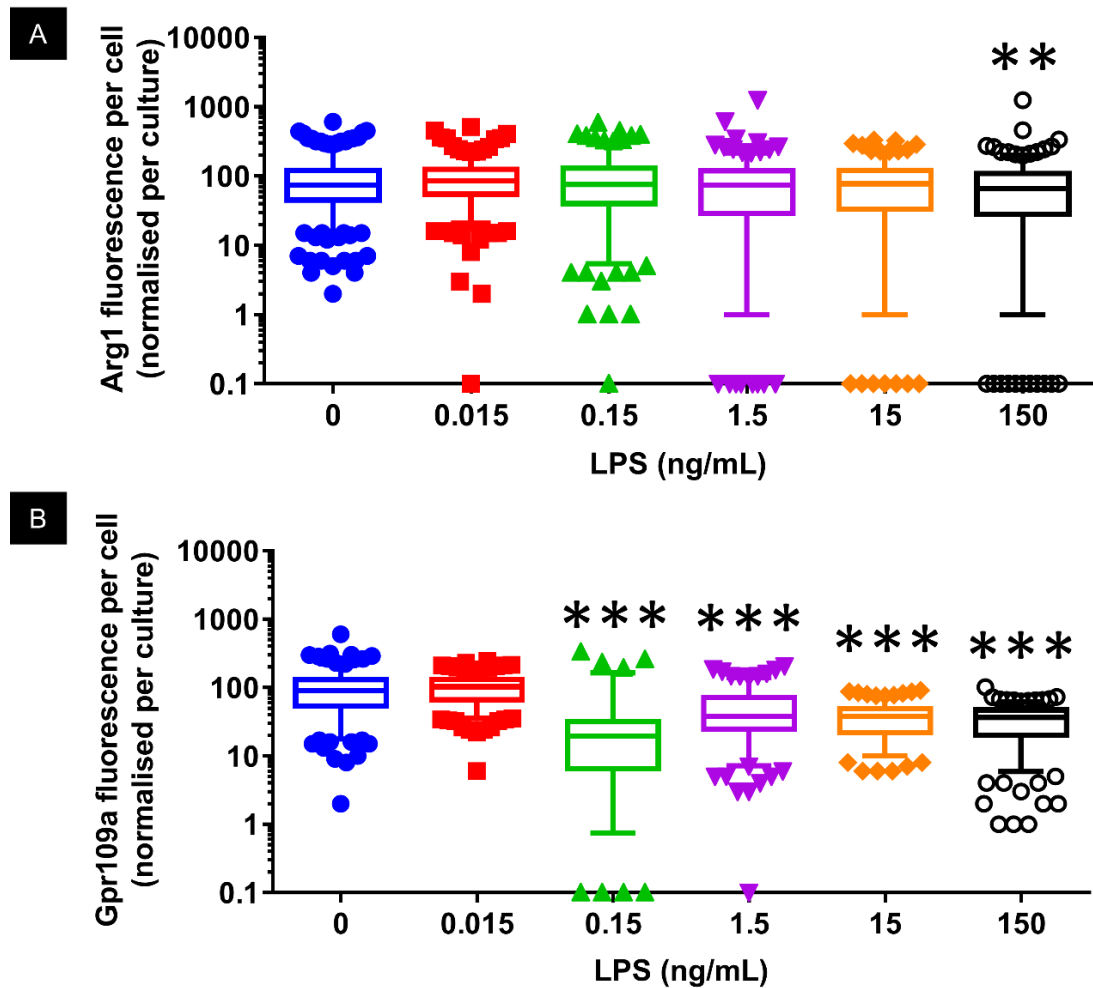 A
Arg1 fluorescence per cell
(normalised per culture)
10000
1000
100
10
1
0.1
**
0 0.015 0.15 1.5 15 150
LPS (ng/mL)
B
Gpr109a fluorescence per cell
(normalised per culture)
10000
1000
100
10
1
0.1
*** *** *** ***
0 0.015 0.15 1.5 15 150
LPS (ng/mL)